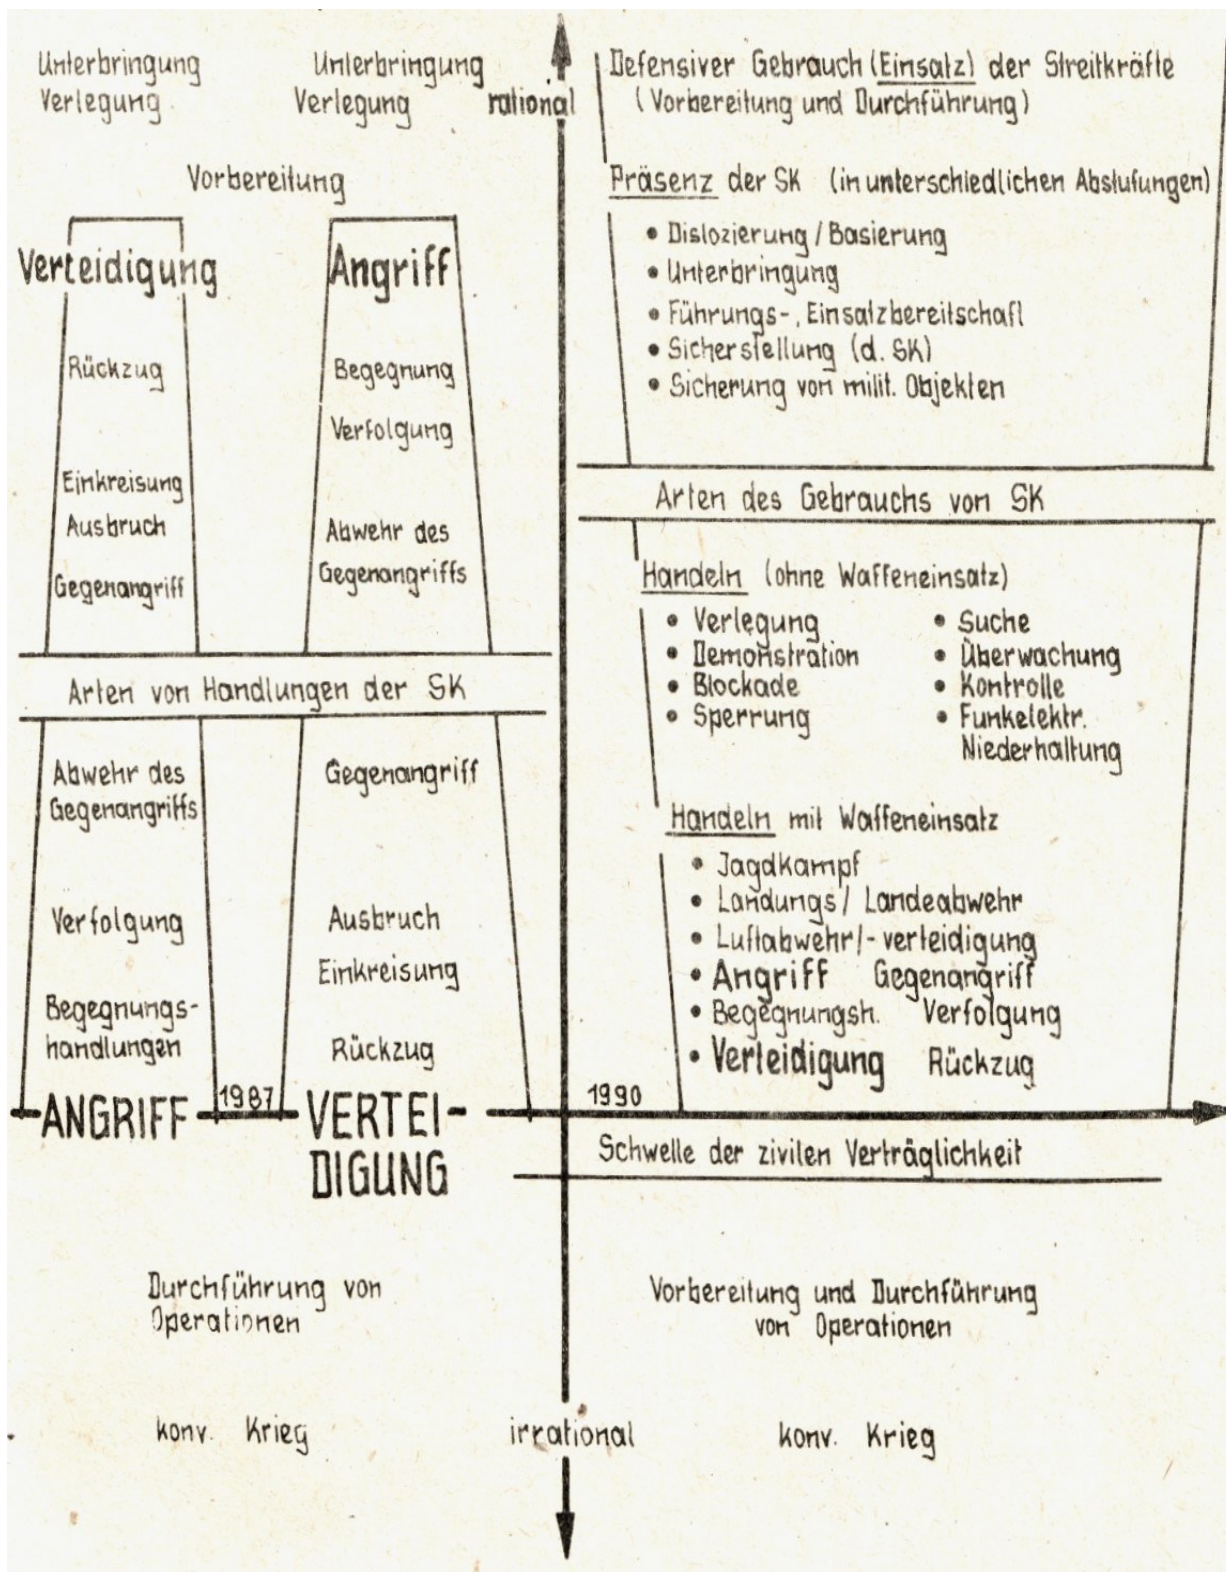 Unterbringung
Verlegung
Unterbringung
Verlegung
rational
Vorbereitung
Verteidigung
Rückzug
Einkreisung
Ausbruch
Gegenangriff
Angriff
Begegnung
Verfolgung
Abwehr des
Gegenangriffs
Arten von Handlungen der SK
Abwehr des
Gegenangriffs
Verfolgung
Begegnungs-
handlungen
ANGRIFF
1987
Gegenangriff
Ausbruch
Einkreisung
Rückzug
VERTEI-
DIGUNG
Durchführung von
Operationen
konv. Krieg
irrational
Defensiver Gebrauch (Einsatz) der Streitkräfte
(Vorbereitung und Durchführung)
Präsenz der SK (in unterschiedlichen Abstufungen)
• Dislozierung / Basierung
• Unterbringung
• Führungs-, Einsatzbereitschaft
• Sicherstellung (d. SK)
• Sicherung von milit. Objekten
Arten des Gebrauchs von SK
Handeln (ohne Waffeneinsatz)
• Verlegung
• Demonstration
• Blockade
• Sperrung
• Suche
• Überwachung
• Kontrolle
• Funkelektr.
Niederhaltung
Handeln mit Waffeneinsatz
• Jagdkampf
• Landungs/ Landeabwehr
• Luftabwehr/-verteidigung
• Angriff Gegenangriff
• Begegnungsh. Verfolgung
• Verteidigung Rückzug
1990
Schwelle der zivilen Verträglichkeit
Vorbereitung und Durchführung
von Operationen
konv. Krieg